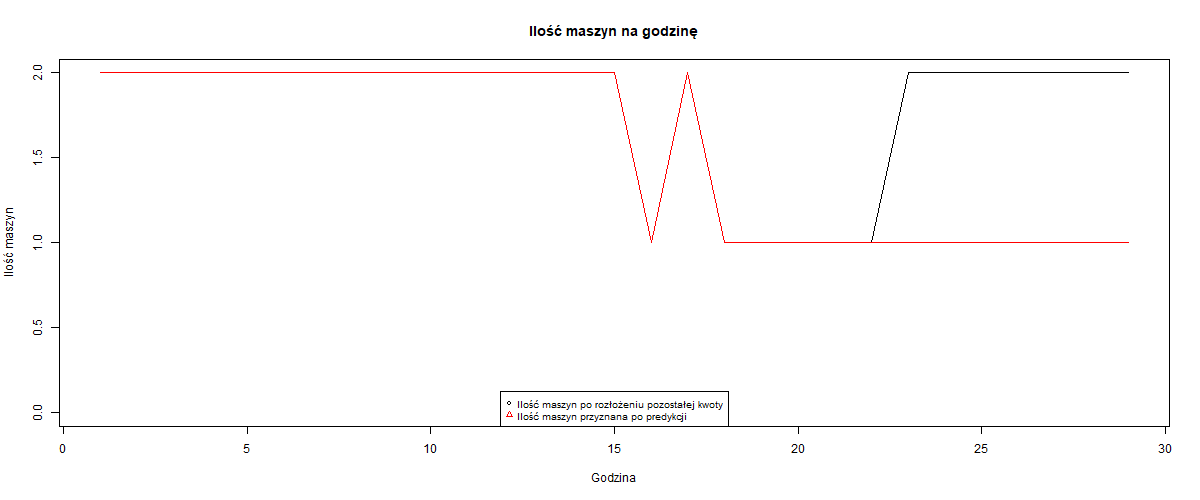 Ilość maszyn na godzinę
Ilość maszyn
2.0
1.5
1.0
0.5
0.0
Ilość maszyn po rozłożeniu pozostałej kwoty
Ilość maszyn przyznana po predykcji
0 5 10 15 20 25 30
Godzina